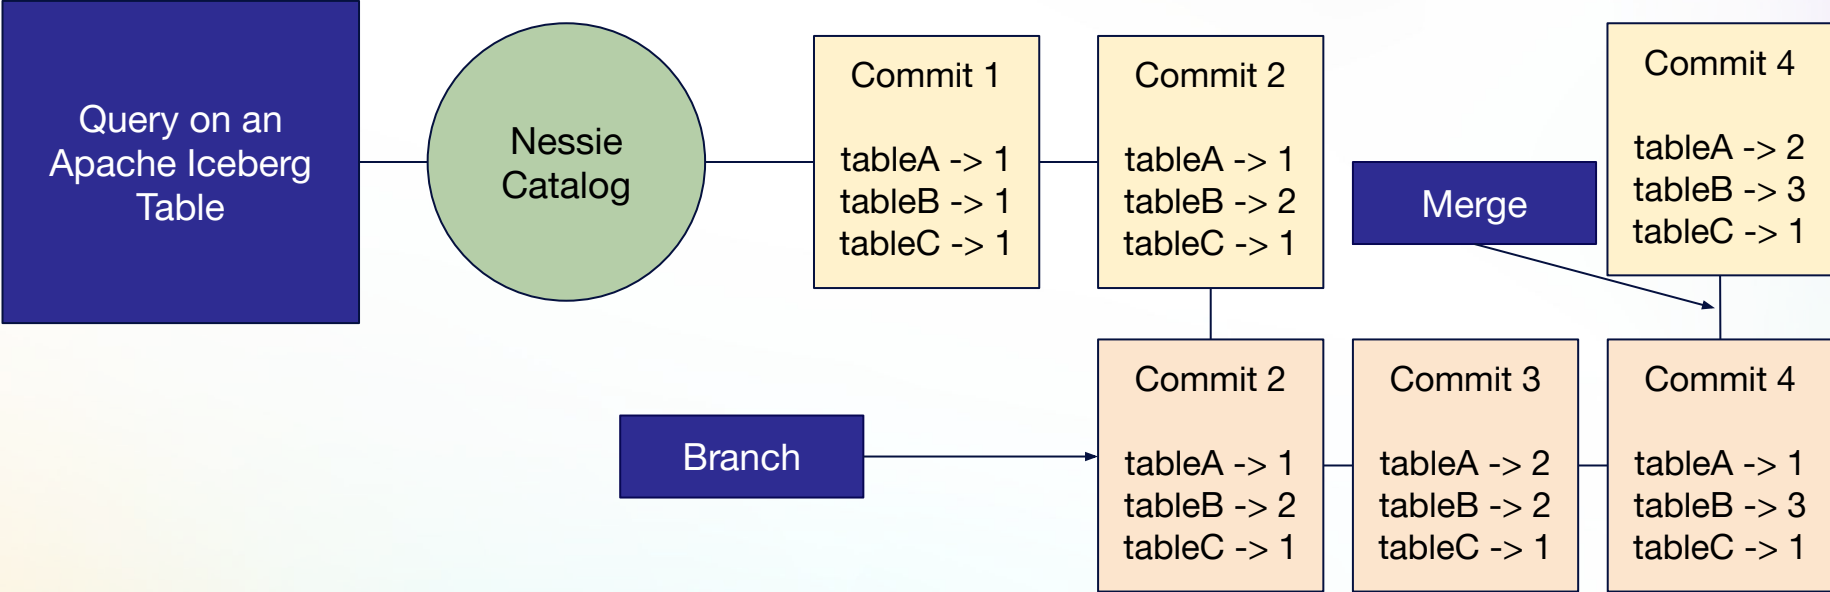 Query on an
Apache Iceberg
Table
Nessie
Catalog
Commit 1
tableA -> 1
tableB -> 1
tableC -> 1
Commit 2
tableA -> 1
tableB -> 2
tableC -> 1
Merge
Commit 4
tableA -> 2
tableB -> 3
tableC -> 1
Branch
Commit 2
tableA -> 1
tableB -> 2
tableC -> 1
Commit 3
tableA -> 2
tableB -> 2
tableC -> 1
Commit 4
tableA -> 1
tableB -> 3
tableC -> 1